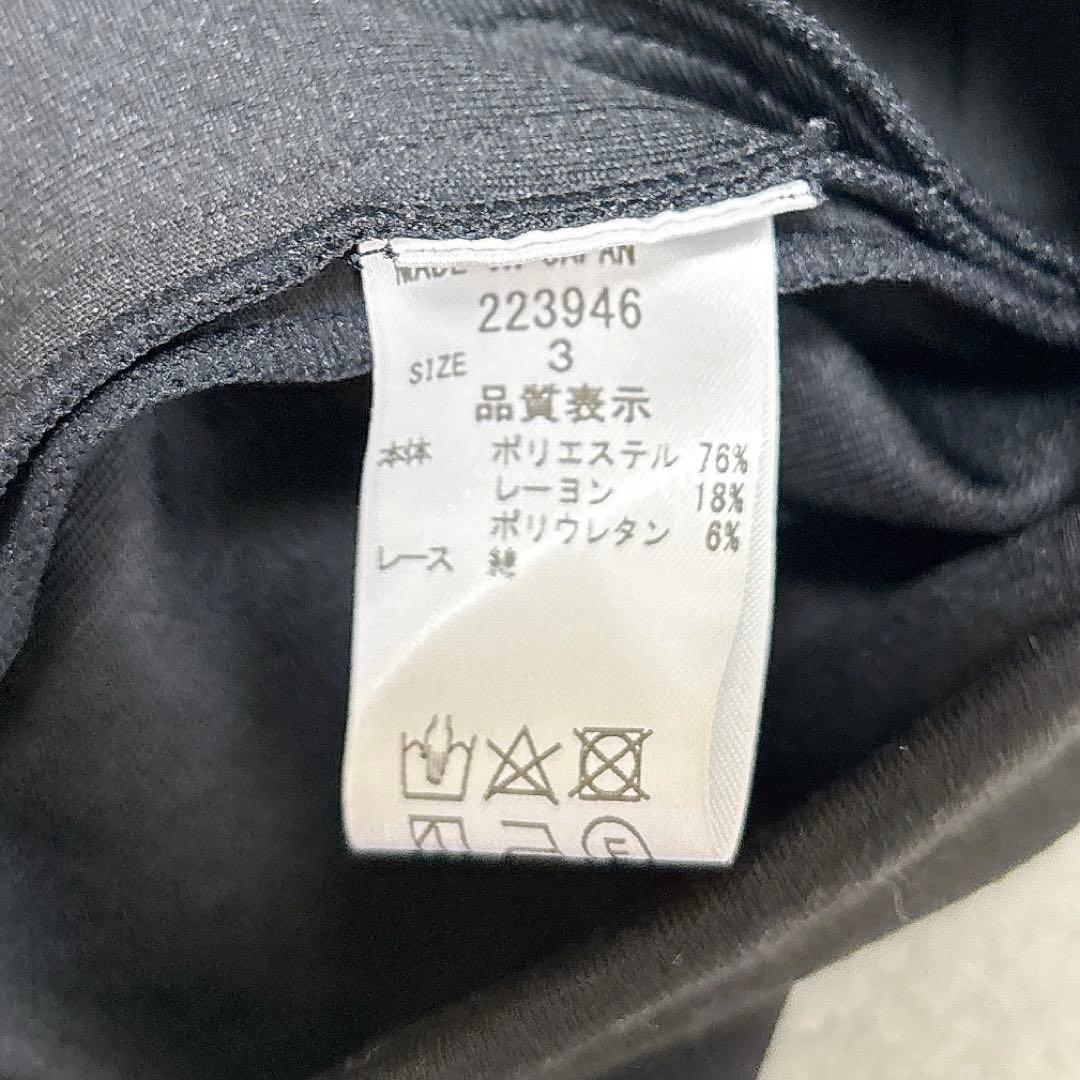 MADE IN JAPAN
223946
SIZE 3
品質表示
本体 ポリエステル 76%
レーヨン 18%
ポリウレタン 6%
レース 綿